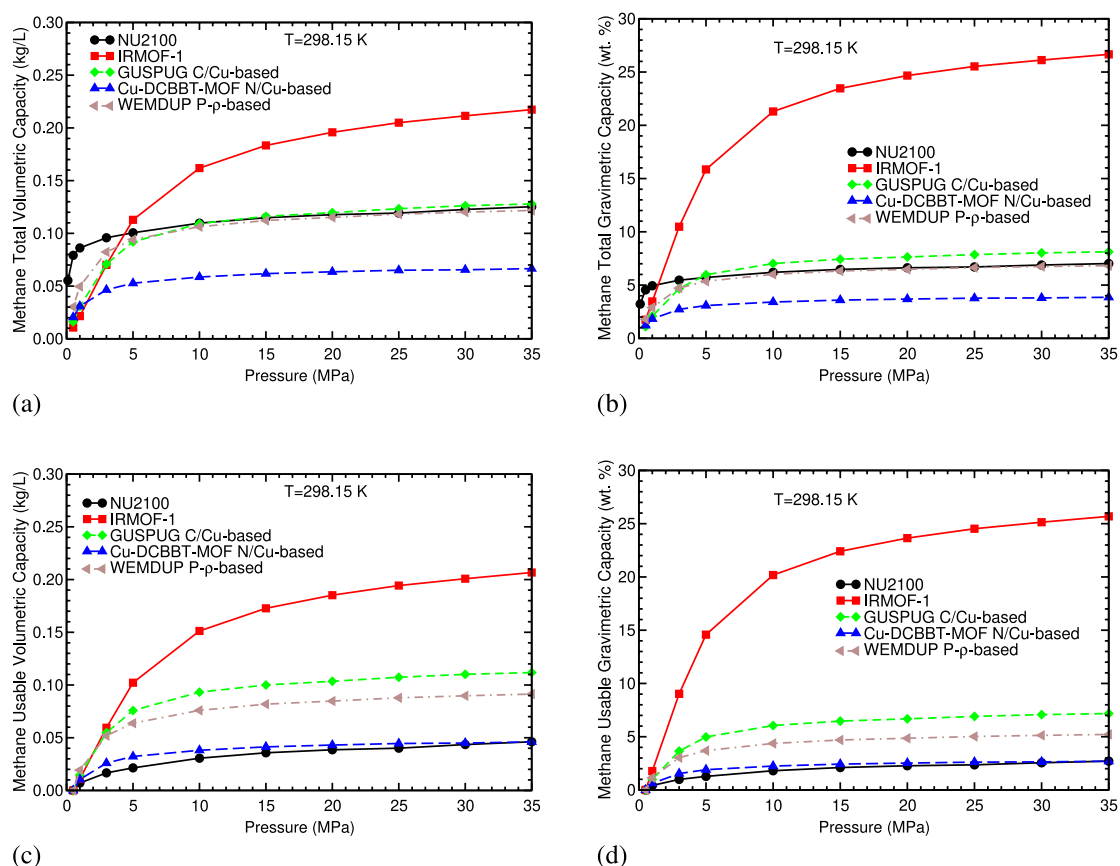 T=298.15 K
NU2100
IRMOF-1
GUSPUG C/Cu-based
Cu-DCBBT-MOF N/Cu-based
WEMDUP P-ρ-based
Methane Total Volumetric Capacity (kg/L)
0.30
0.25
0.20
0.15
0.10
0.05
0.00
0 5 10 15 20 25 30 35
Pressure (MPa)
(a)
T=298.15 K
NU2100
IRMOF-1
GUSPUG C/Cu-based
Cu-DCBBT-MOF N/Cu-based
WEMDUP P-ρ-based
Methane Total Gravimetric Capacity (wt. %)
30
25
20
15
10
5
0
0 5 10 15 20 25 30 35
Pressure (MPa)
(b)
T=298.15 K
NU2100
IRMOF-1
GUSPUG C/Cu-based
Cu-DCBBT-MOF N/Cu-based
WEMDUP P-ρ-based
Methane Usable Volumetric Capacity (kg/L)
0.30
0.25
0.20
0.15
0.10
0.05
0.00
0 5 10 15 20 25 30 35
Pressure (MPa)
(c)
T=298.15 K
NU2100
IRMOF-1
GUSPUG C/Cu-based
Cu-DCBBT-MOF N/Cu-based
WEMDUP P-ρ-based
Methane Usable Gravimetric Capacity (wt. %)
30
25
20
15
10
5
0
0 5 10 15 20 25 30 35
Pressure (MPa)
(d)